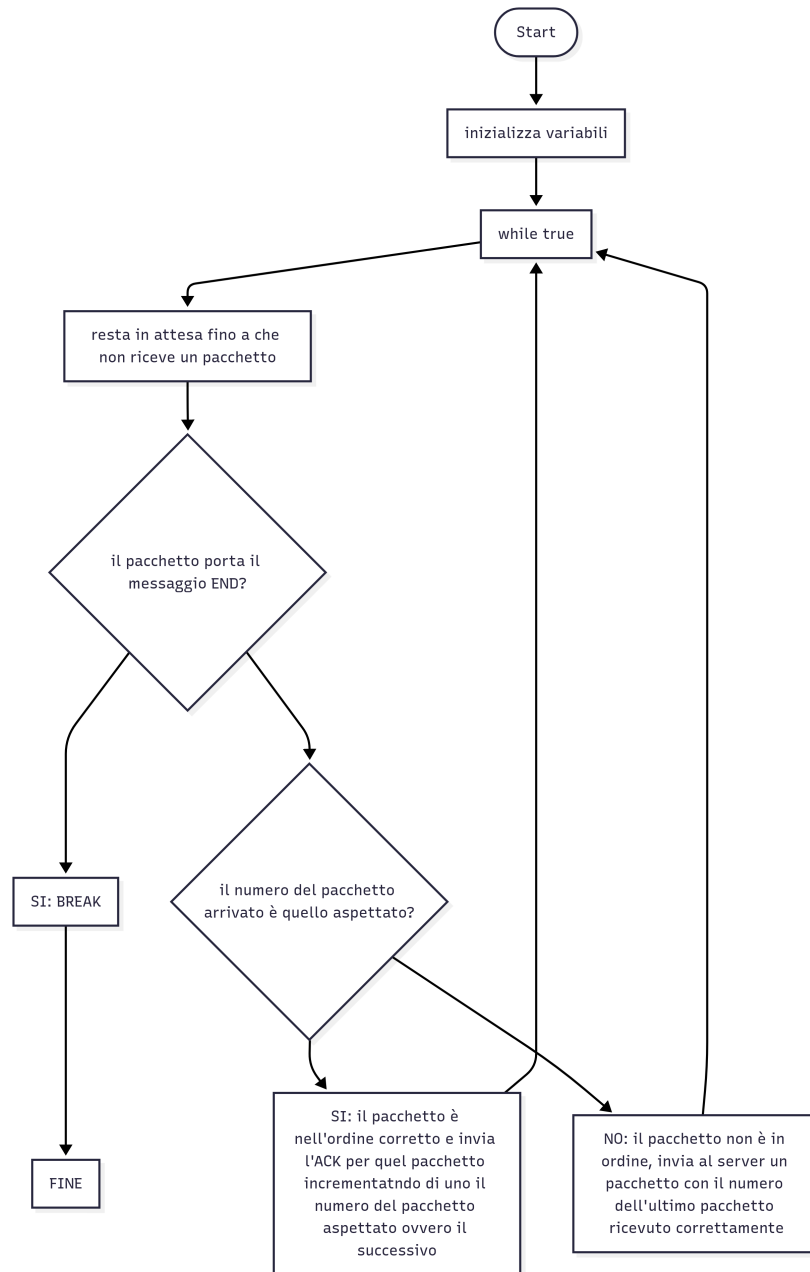 Start
inizializza variabili
while true
resta in attesa fino a che
non riceve un pacchetto
il pacchetto porta il
messaggio END?
SI: BREAK
il numero del pacchetto
arrivato è quello aspettato?
FINE
SI: il pacchetto è
nell'ordine corretto e invia
l'ACK per quel pacchetto
incrementatndo di uno il
numero del pacchetto
aspettato ovvero il
successivo
NO: il pacchetto non è in
ordine, invia al server un
pacchetto con il numero
dell'ultimo pacchetto
ricevuto correttamente